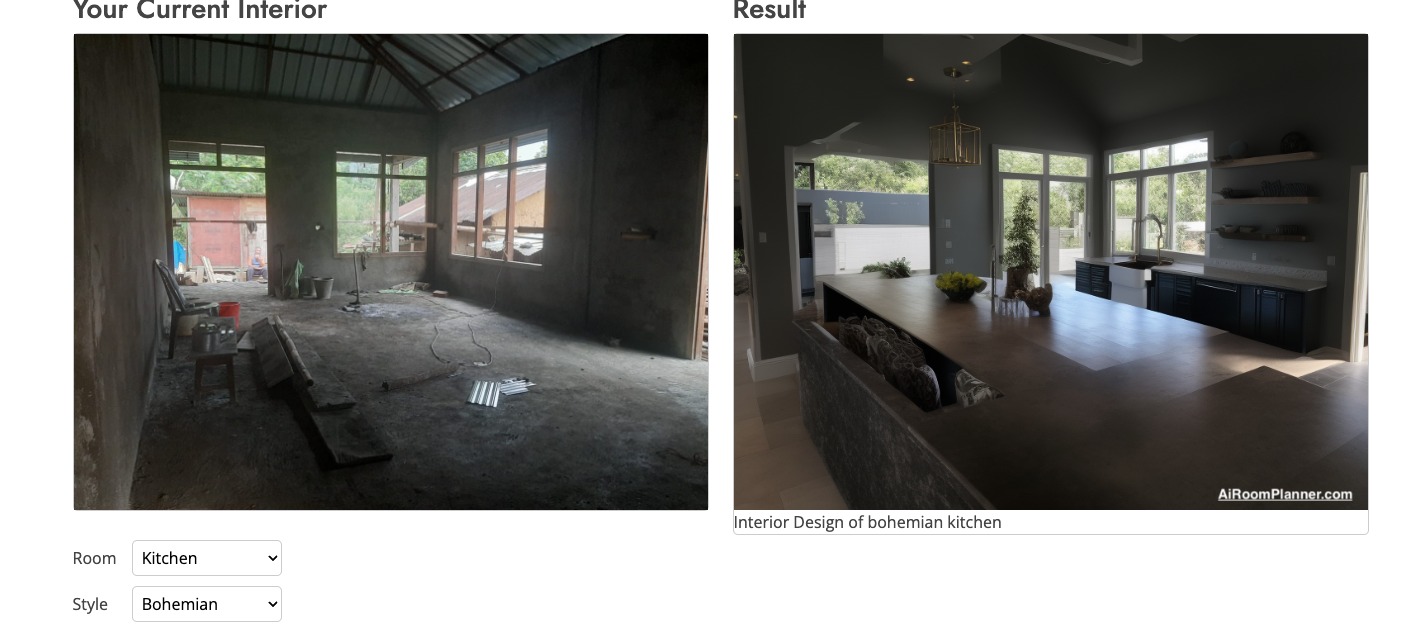 Your Current Interior
Result
AiRoomPlanner.com
Interior Design of bohemian kitchen
Room
Kitchen
Style
Bohemian